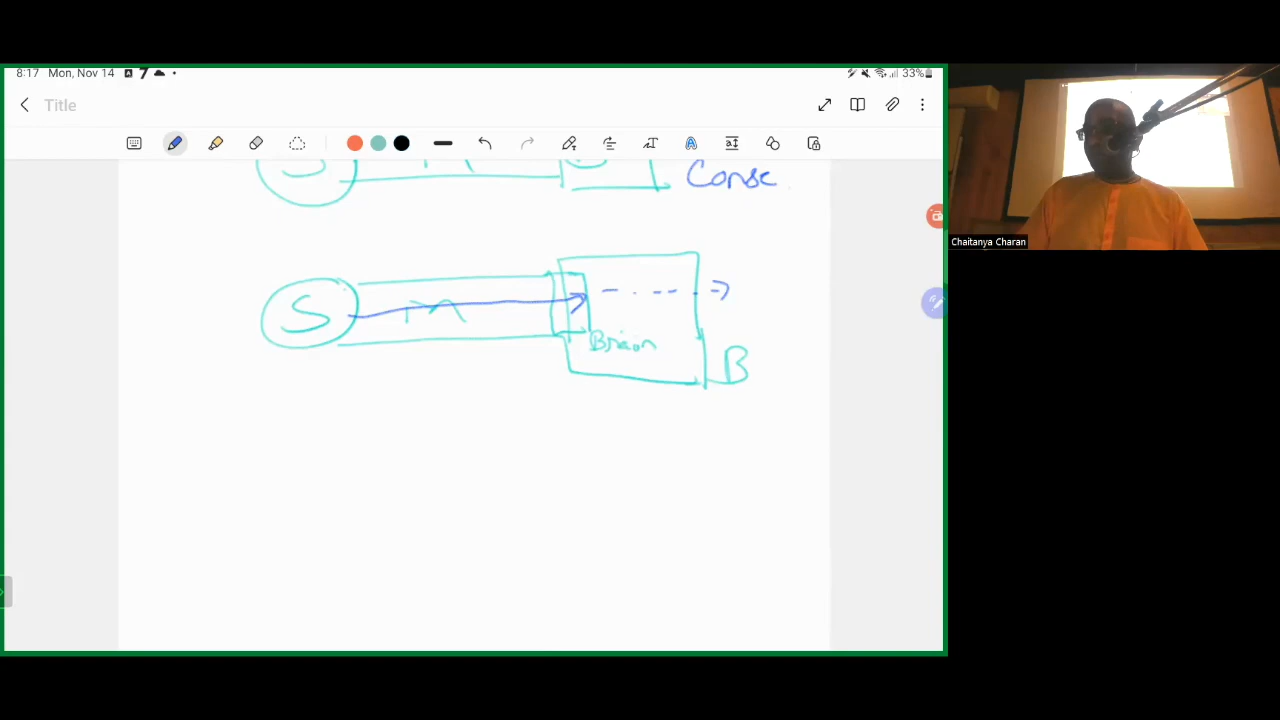 8:17 Mon, Nov 14
33%
Title
Consc
S
M
Brain
B
Chaitanya Charan